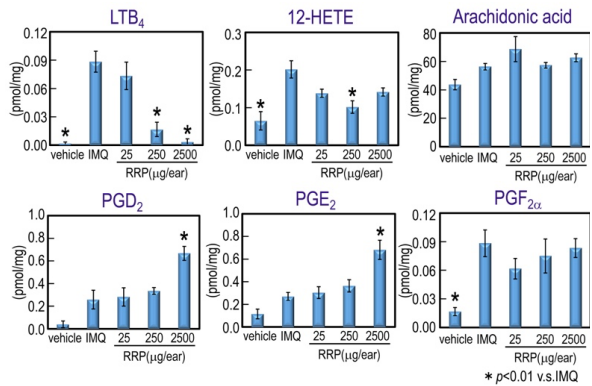 LTB4
12-HETE
Arachidonic acid
(pmol/mg)
0.12
0.09
0.06
0.03
0.00
*
*
*
vehicle IMQ 25 250 2500
RRP(μg/ear)
(pmol/mg)
0.3
0.2
0.1
0.0
*
*
vehicle IMQ 25 250 2500
RRP(μg/ear)
(pmol/mg)
80
60
40
20
0
vehicle IMQ 25 250 2500
RRP(μg/ear)
PGD2
PGE2
PGF2α
(pmol/mg)
1.0
0.8
0.6
0.4
0.2
0.0
*
vehicle IMQ 25 250 2500
RRP(μg/ear)
(pmol/mg)
1.0
0.8
0.6
0.4
0.2
0.0
*
vehicle IMQ 25 250 2500
RRP(μg/ear)
(pmol/mg)
0.12
0.09
0.06
0.03
0.00
*
vehicle IMQ 25 250 2500
RRP(μg/ear)
* p<0.01 v.s.IMQ